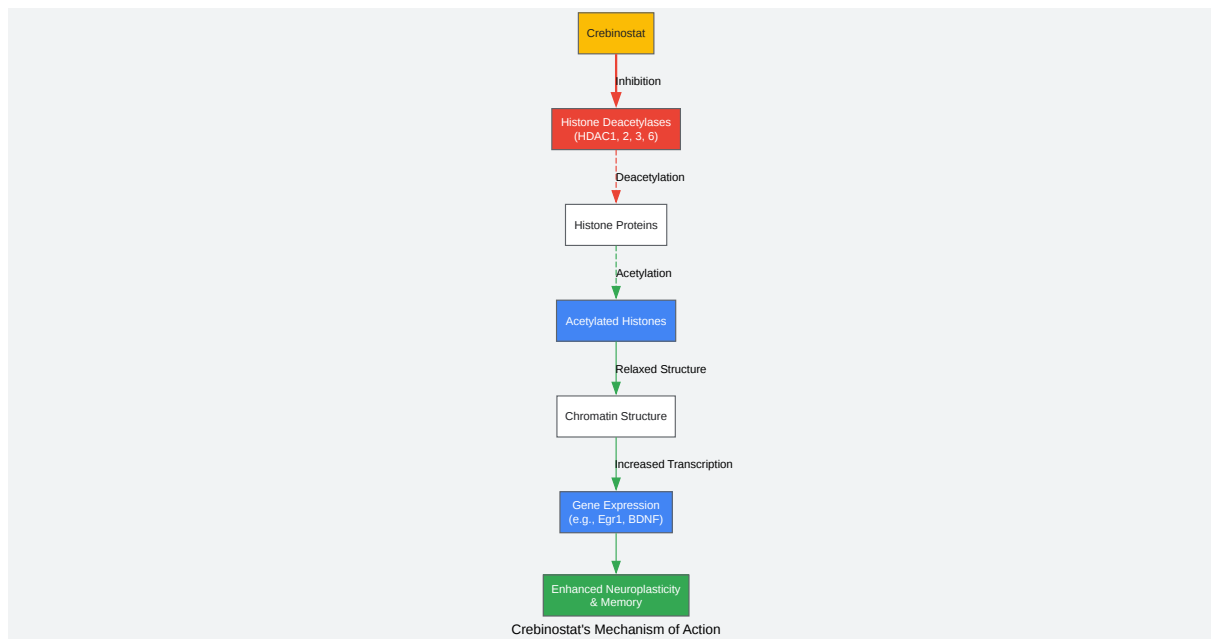 Crebinostat
Inhibition
Histone Deacetylases
(HDAC1, 2, 3, 6)
Deacetylation
Histone Proteins
Acetylation
Acetylated Histones
Relaxed Structure
Chromatin Structure
Increased Transcription
Gene Expression
(e.g., Egr1, BDNF)
Enhanced Neuroplasticity
& Memory
Crebinostat's Mechanism of Action